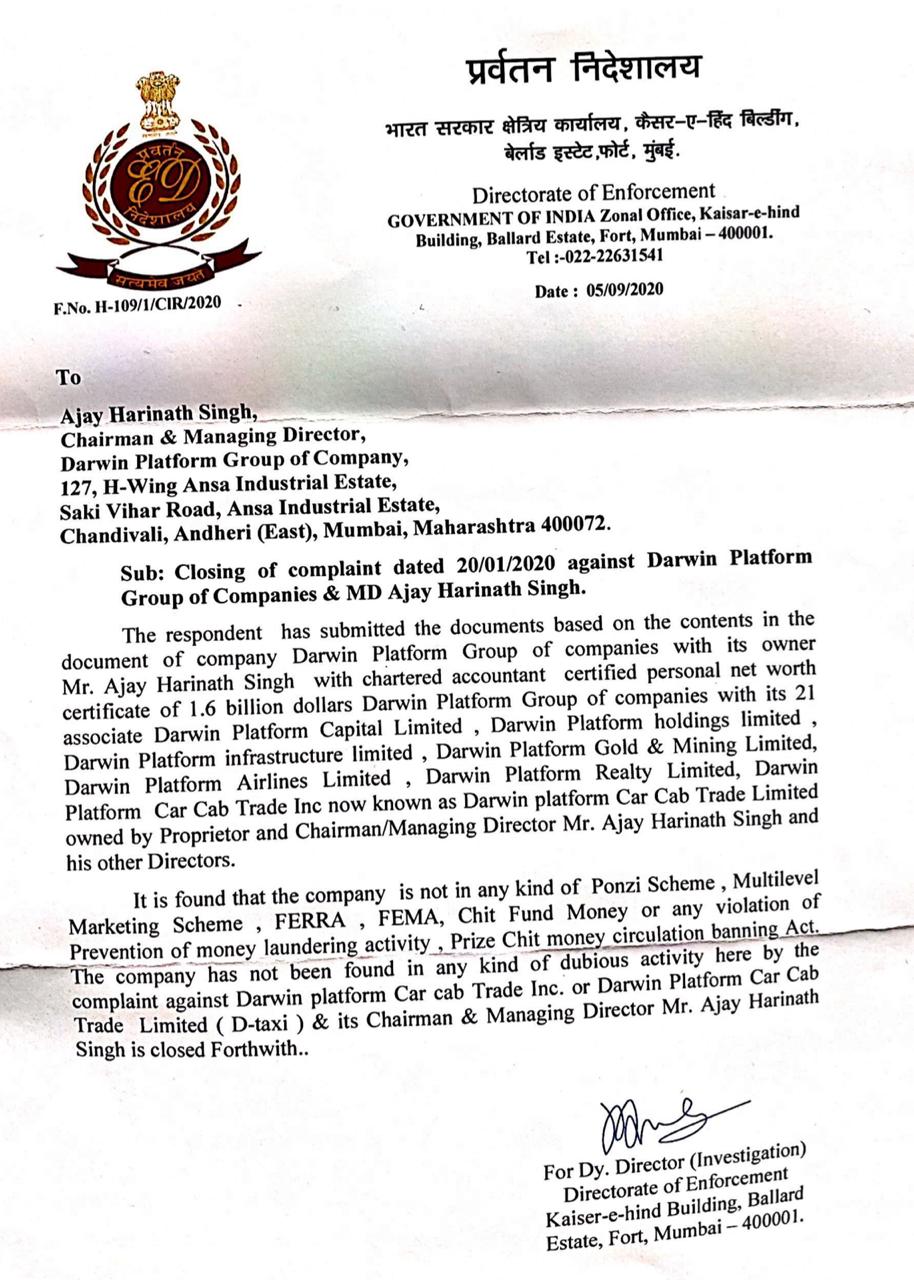 प्रर्वतन निदेशालय
भारत सरकार क्षेत्रिय कार्यालय, कैसर-ए-हिंद बिल्डींग,
बेर्लाड इस्टेट,फोर्ट, मुंबई.
Directorate of Enforcement
GOVERNMENT OF INDIA Zonal Office, Kaisar-e-hind
Building, Ballard Estate, Fort, Mumbai – 400001.
Tel :-022-22631541
Date : 05/09/2020
प्रवर्तन
ED
निदेशालय
सत्यमेव जयते
F.No. H-109/1/CIR/2020
To
Ajay Harinath Singh,
Chairman & Managing Director,
Darwin Platform Group of Company,
127, H-Wing Ansa Industrial Estate,
Saki Vihar Road, Ansa Industrial Estate,
Chandivali, Andheri (East), Mumbai, Maharashtra 400072.
Sub: Closing of complaint dated 20/01/2020 against Darwin Platform
Group of Companies & MD Ajay Harinath Singh.
The respondent has submitted the documents based on the contents in the
document of company Darwin Platform Group of companies with its owner
Mr. Ajay Harinath Singh with chartered accountant certified personal net worth
certificate of 1.6 billion dollars Darwin Platform Group of companies with its 21
associate Darwin Platform Capital Limited , Darwin Platform holdings limited ,
Darwin Platform infrastructure limited , Darwin Platform Gold & Mining Limited,
Darwin Platform Airlines Limited , Darwin Platform Realty Limited, Darwin
Platform Car Cab Trade Inc now known as Darwin platform Car Cab Trade Limited
owned by Proprietor and Chairman/Managing Director Mr. Ajay Harinath Singh and
his other Directors.
It is found that the company is not in any kind of Ponzi Scheme , Multilevel
Marketing Scheme , FERRA , FEMA, Chit Fund Money or any violation of
Prevention of money laundering activity , Prize Chit money circulation banning Act.
The company has not been found in any kind of dubious activity here by the
complaint against Darwin platform Car cab Trade Inc. or Darwin Platform Car Cab
Trade Limited ( D-taxi ) & its Chairman & Managing Director Mr. Ajay Harinath
Singh is closed Forthwith..
For Dy. Director (Investigation)
Directorate of Enforcement
Kaiser-e-hind Building, Ballard
Estate, Fort, Mumbai – 400001.